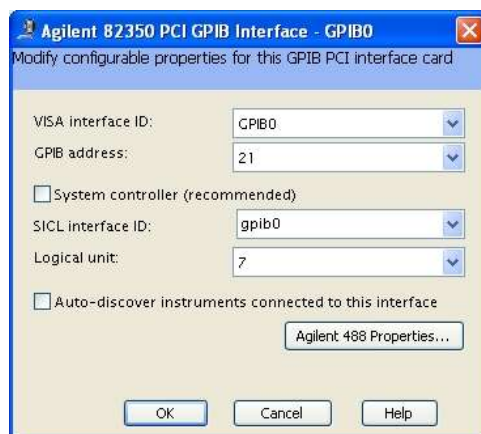 Agilent 82350 PCI GPIB Interface - GPIB0
Modify configurable properties for this GPIB PCI interface card
VISA interface ID: GPIB0
GPIB address: 21
System controller (recommended)
SICL interface ID: gpib0
Logical unit: 7
Auto-discover instruments connected to this interface
Agilent 488 Properties...
OK Cancel Help